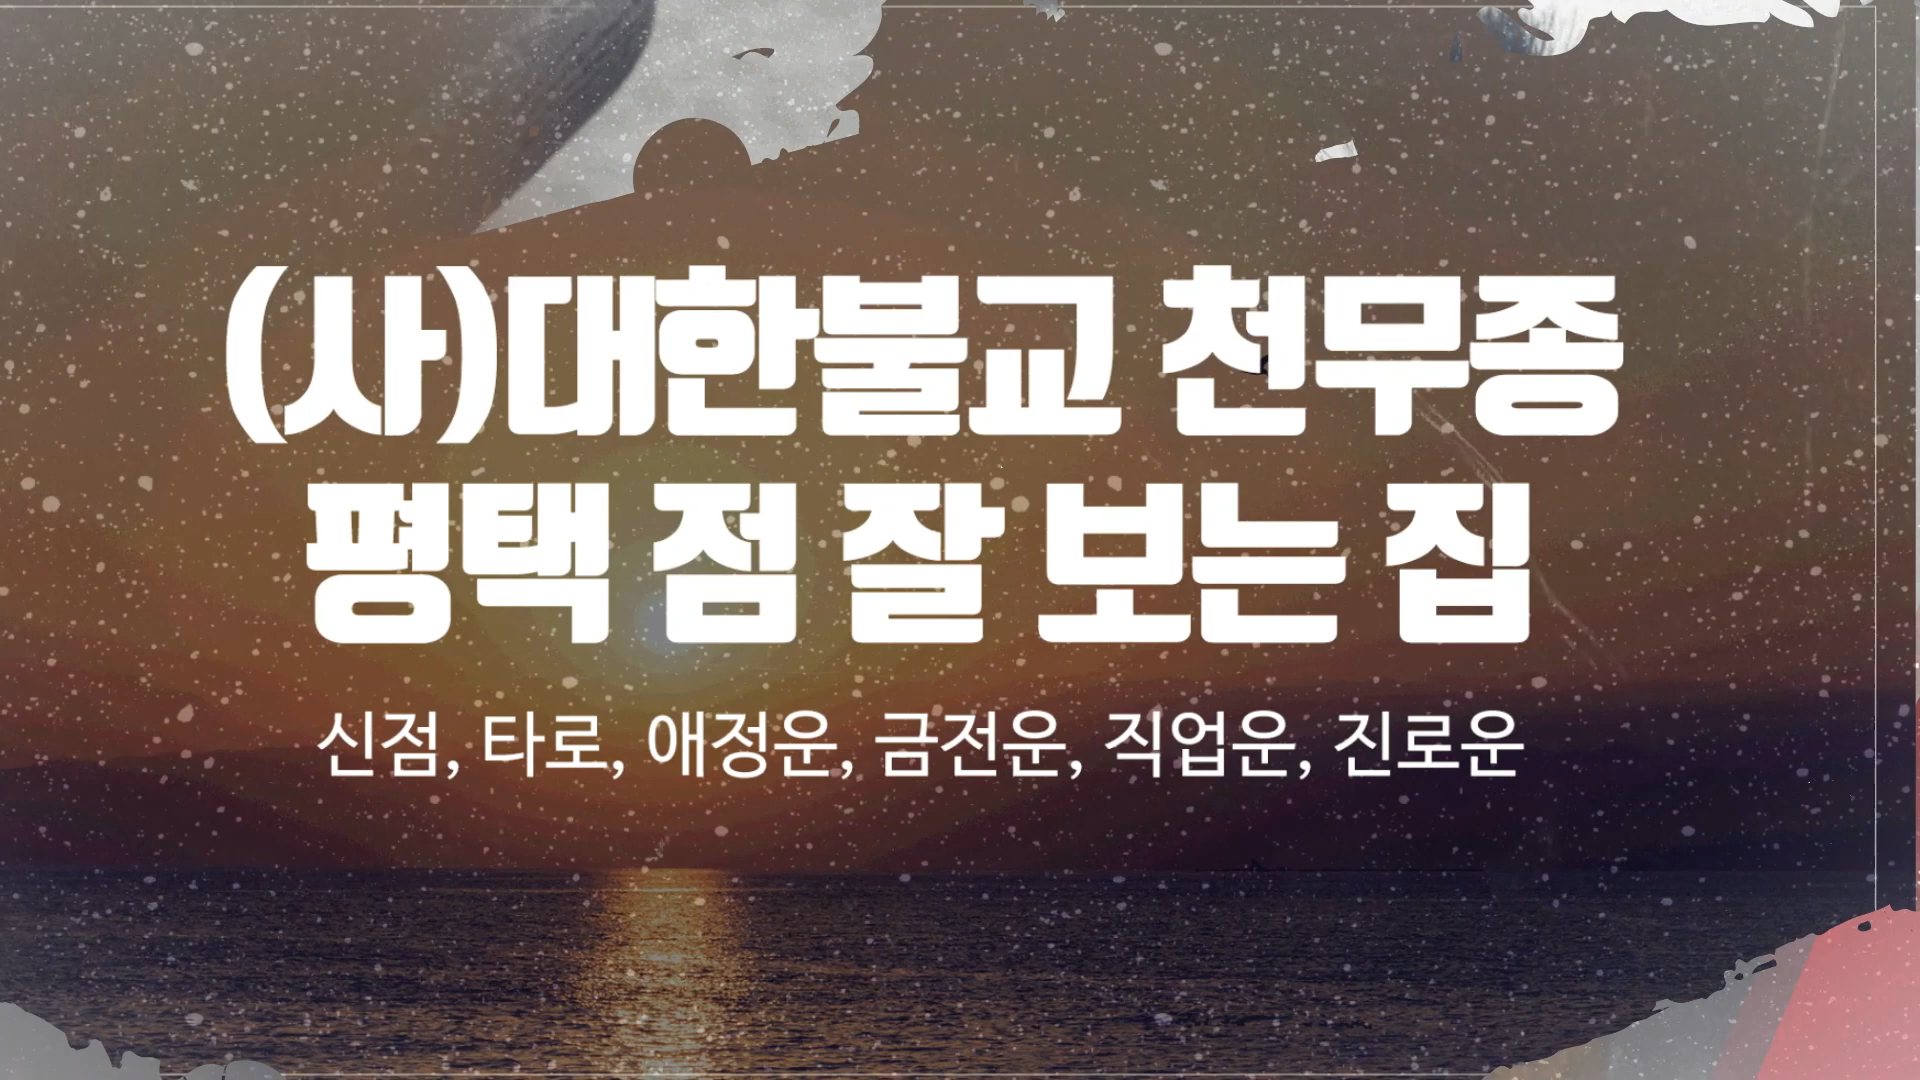 (사)대한불교 천무종
평택 점 잘 보는 집
신점, 타로, 애정운, 금전운, 직업운, 진로운